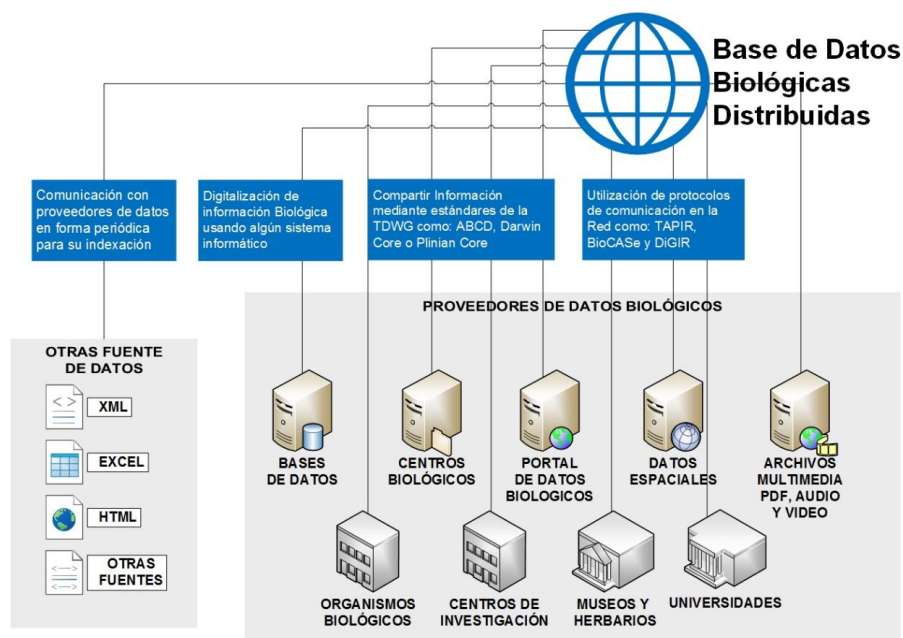 Base de Datos
Biológicas
Distribuidas
Comunicación con
proveedores de datos
en forma periódica
para su indexación
Digitalización de
información Biológica
usando algún sistema
informático
Compartir Información
mediante estándares de la
TDWG como: ABCD, Darwin
Core o Plinian Core
Utilización de protocolos
de comunicación en la
Red como: TAPIR,
BioCASe y DiGIR
OTRAS FUENTE
DE DATOS
XML
EXCEL
HTML
OTRAS
FUENTES
PROVEEDORES DE DATOS BIOLÓGICOS
BASES
DE DATOS
CENTROS
BIOLÓGICOS
PORTAL
DE DATOS
BIOLOGICOS
DATOS
ESPACIALES
ARCHIVOS
MULTIMEDIA
PDF, AUDIO
Y VIDEO
ORGANISMOS
BIOLÓGICOS
CENTROS DE
INVESTIGACIÓN
MUSEOS Y
HERBARIOS
UNIVERSIDADES